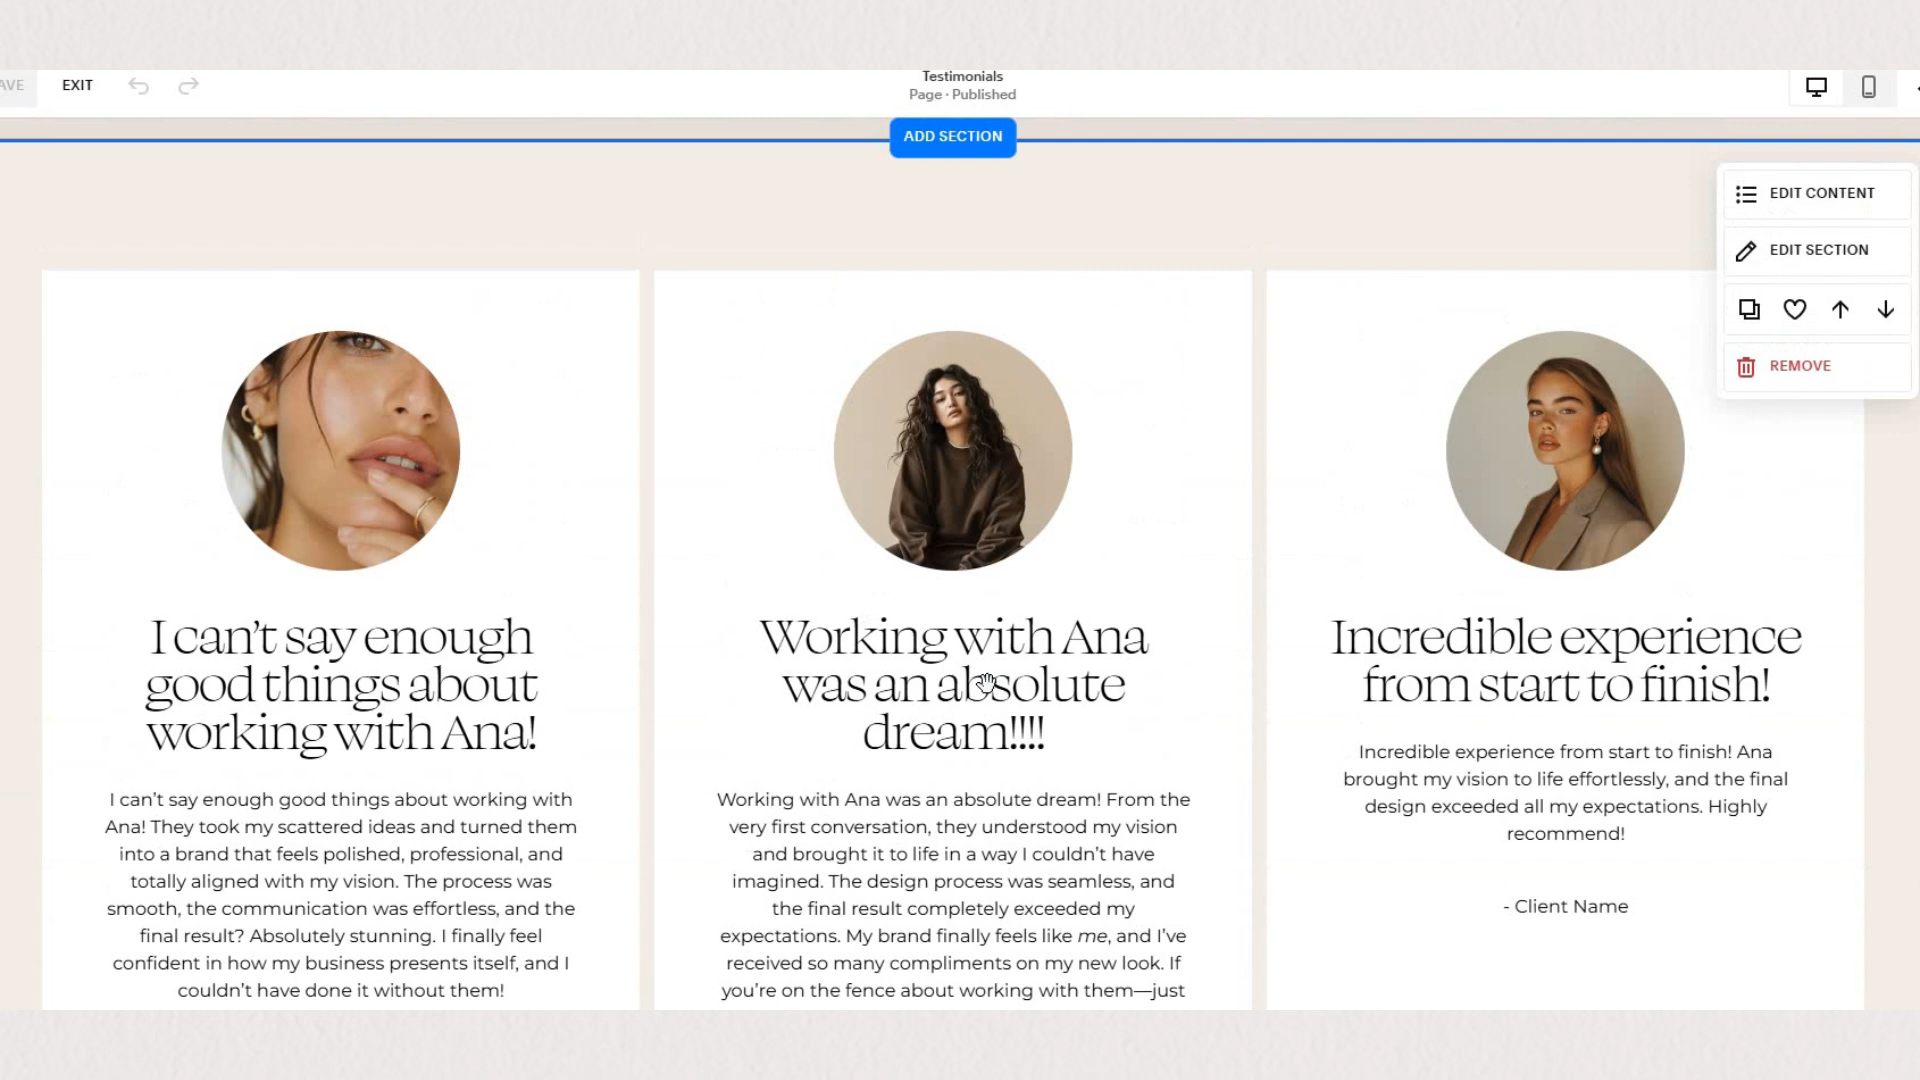 AVE
EXIT
Testimonials
Page · Published
ADD SECTION
EDIT CONTENT
EDIT SECTION
REMOVE
I can’t say enough
good things about
working with Ana!
I can’t say enough good things about working with
Ana! They took my scattered ideas and turned them
into a brand that feels polished, professional, and
totally aligned with my vision. The process was
smooth, the communication was effortless, and the
final result? Absolutely stunning. I finally feel
confident in how my business presents itself, and I
couldn’t have done it without them!
Working with Ana
was an absolute
dream!!!!
Working with Ana was an absolute dream! From the
very first conversation, they understood my vision
and brought it to life in a way I couldn’t have
imagined. The design process was seamless, and
the final result completely exceeded my
expectations. My brand finally feels like me, and I’ve
received so many compliments on my new look. If
you’re on the fence about working with them—just
Incredible experience
from start to finish!
Incredible experience from start to finish! Ana
brought my vision to life effortlessly, and the final
design exceeded all my expectations. Highly
recommend!
- Client Name